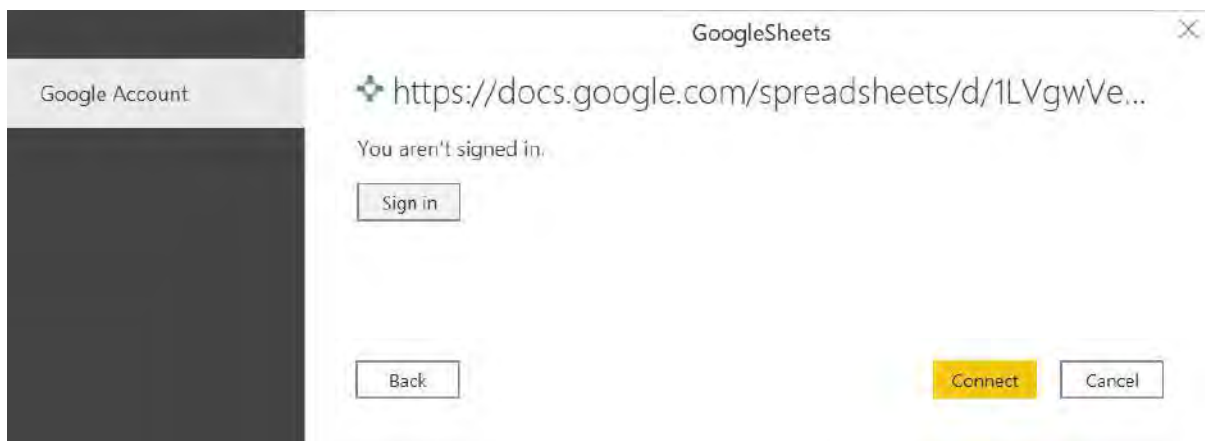 GoogleSheets
Google Account
https://docs.google.com/spreadsheets/d/1LVgwVe...
You aren't signed in.
Sign in
Back
Connect
Cancel